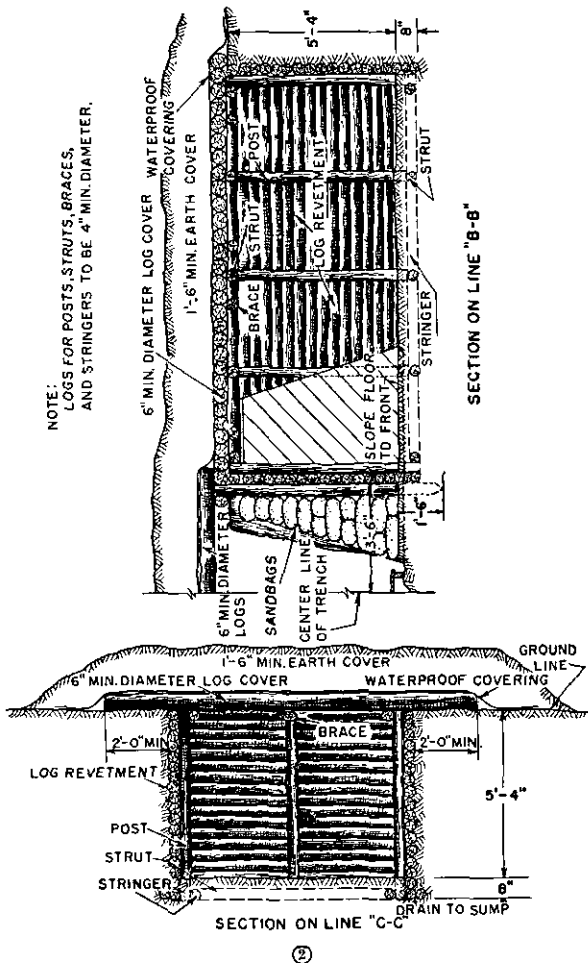 NOTE:
LOGS FOR POSTS, STRUTS, BRACES,
AND STRINGERS TO BE 4" MIN. DIAMETER.
6" MIN. DIAMETER LOG COVER
WATERPROOF
COVERING
1'-6" MIN. EARTH COVER
BRACE
STRUT
POST
LOG REVETMENT
5'-4"
8"
6" MIN. DIAMETER
LOGS
SANDBAGS
CENTER LINE
OF TRENCH
3'-6"
1'-6"
SLOPE FLOOR
TO FRONT
STRINGER
STRUT
SECTION ON LINE "B-B"
1'-6" MIN. EARTH COVER
6" MIN. DIAMETER LOG COVER
WATERPROOF COVERING
GROUND
LINE
2'-0" MIN.
BRACE
2'-0" MIN.
LOG REVETMENT
5'-4"
POST
STRUT
STRINGER
6"
DRAIN TO SUMP
SECTION ON LINE "C-C"
②